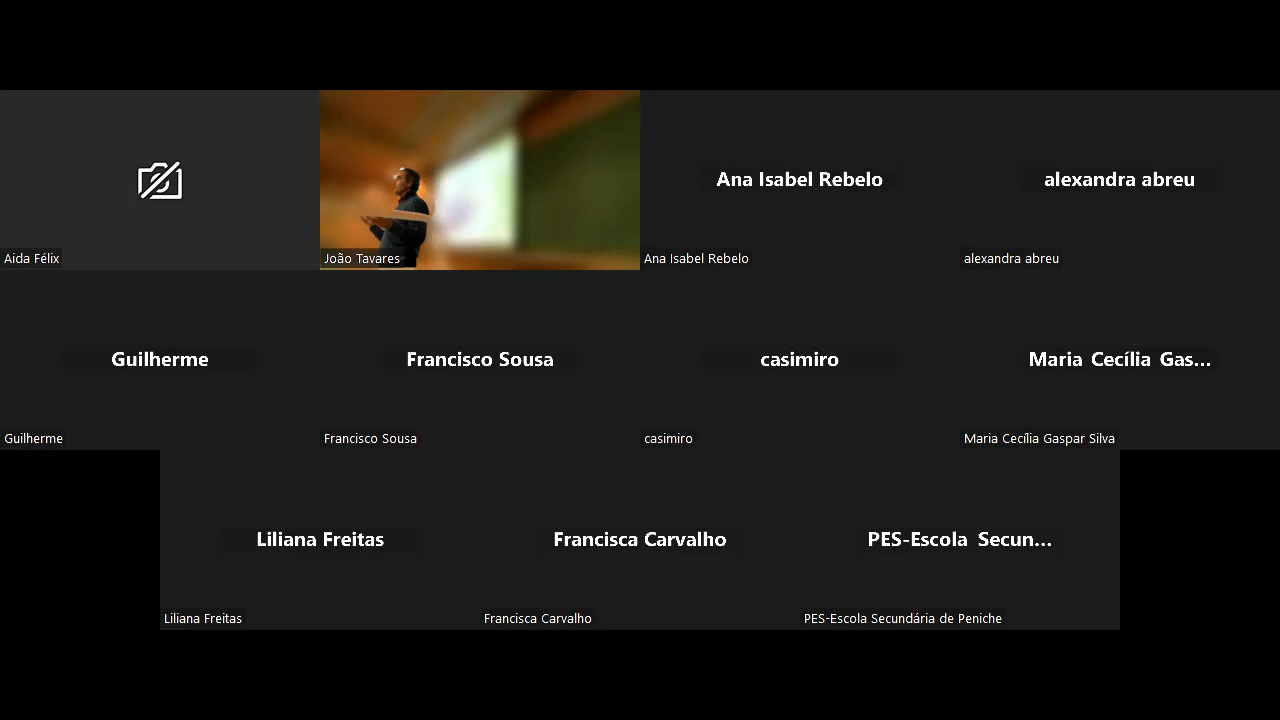 Aida Félix
João Tavares
Ana Isabel Rebelo
Ana Isabel Rebelo
alexandra abreu
alexandra abreu
Guilherme
Guilherme
Francisco Sousa
Francisco Sousa
casimiro
casimiro
Maria Cecília Gas...
Maria Cecília Gaspar Silva
Liliana Freitas
Liliana Freitas
Francisca Carvalho
Francisca Carvalho
PES-Escola Secun...
PES-Escola Secundária de Peniche